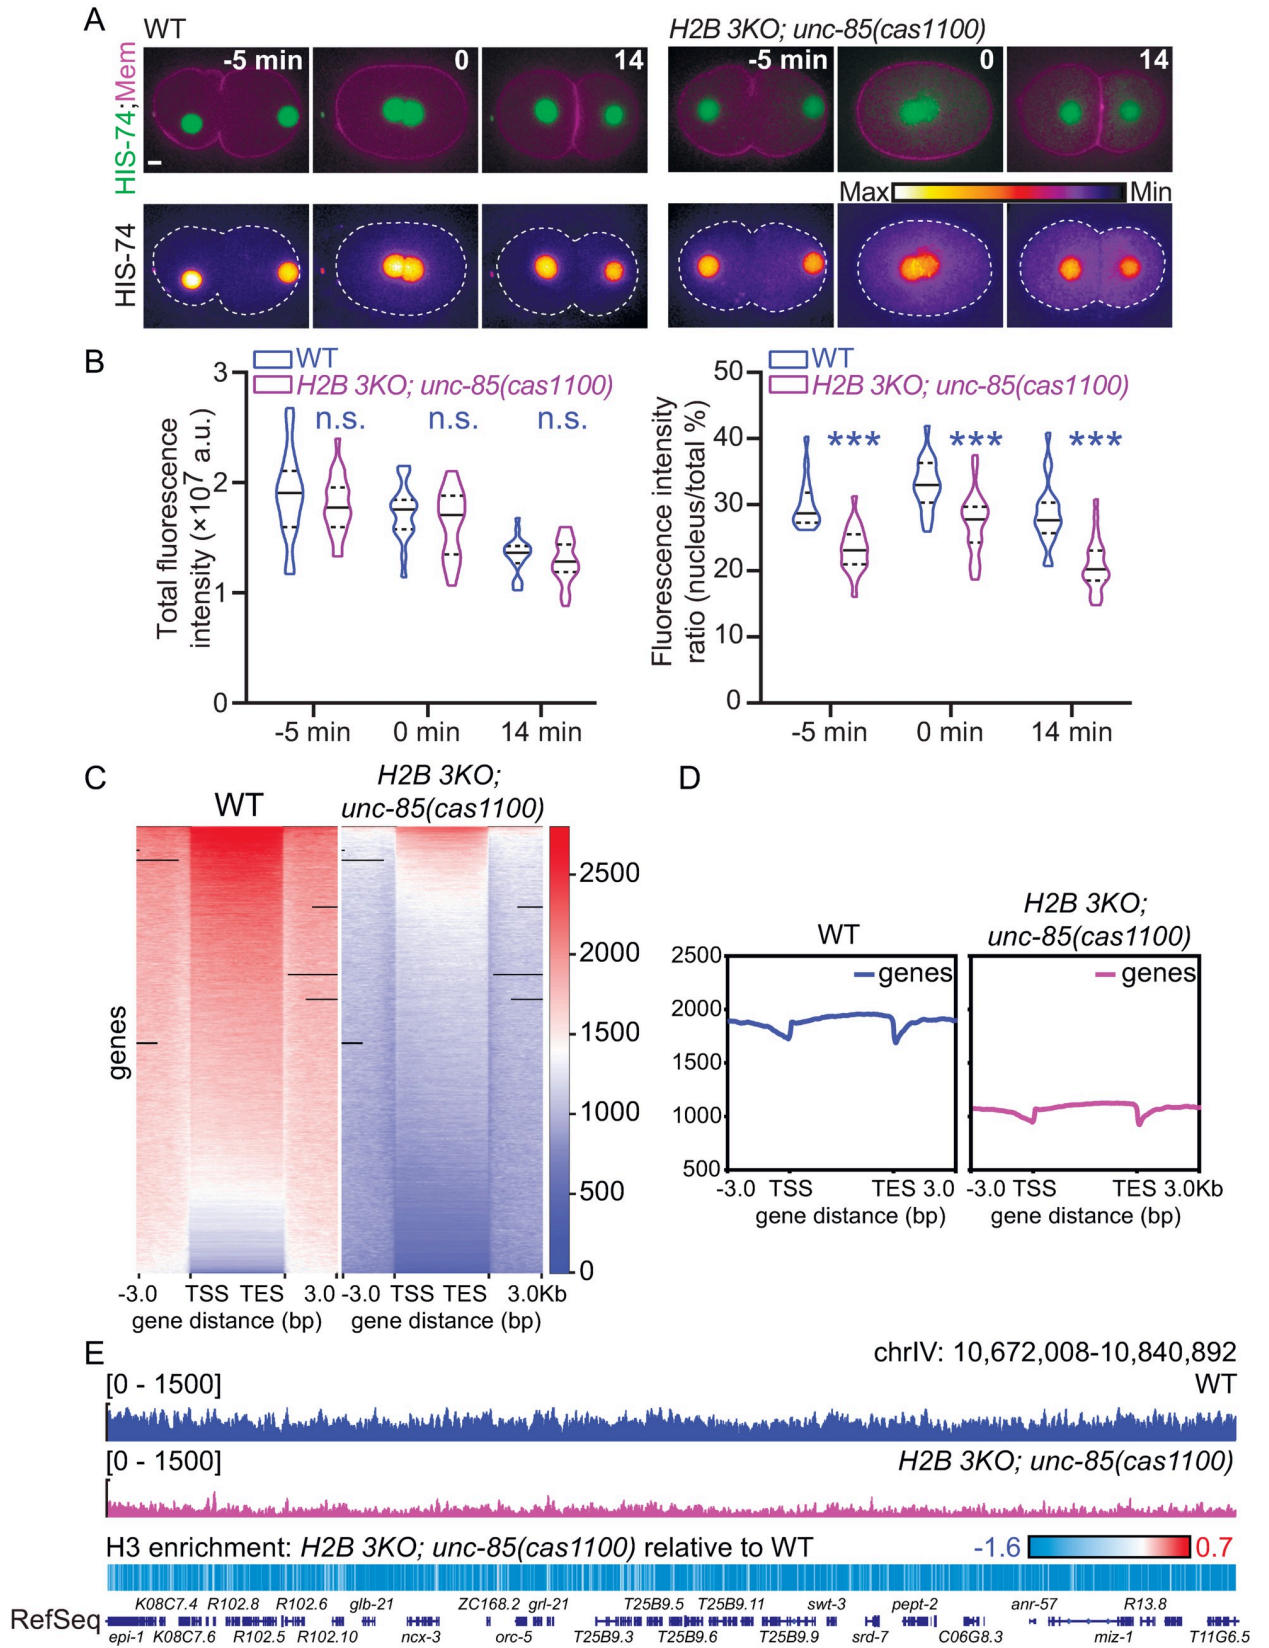 A
WT
H2B 3KO; unc-85(cas1100)
HIS-74;Mem
-5 min
0
14
-5 min
0
14
Max
Min
HIS-74
B
WT
H2B 3KO; unc-85(cas1100)
n.s.
n.s.
n.s.
Total fluorescence
intensity (×10⁷ a.u.)
3
2
1
0
-5 min
0 min
14 min
WT
H2B 3KO; unc-85(cas1100)
***
***
***
Fluorescence intensity
ratio (nucleus/total %)
50
40
30
20
10
0
-5 min
0 min
14 min
C
WT
H2B 3KO;
unc-85(cas1100)
genes
2500
2000
1500
1000
500
0
-3.0 TSS TES 3.0
gene distance (bp)
-3.0 TSS TES 3.0Kb
gene distance (bp)
D
WT
H2B 3KO;
unc-85(cas1100)
genes
genes
2500
2000
1500
1000
500
-3.0 TSS TES 3.0
gene distance (bp)
-3.0 TSS TES 3.0Kb
gene distance (bp)
E
chrIV: 10,672,008-10,840,892
[0 - 1500]
WT
[0 - 1500]
H2B 3KO; unc-85(cas1100)
H3 enrichment: H2B 3KO; unc-85(cas1100) relative to WT
-1.6
0.7
K08C7.4 R102.8 R102.6 glb-21 ZC168.2 grl-21 T25B9.5 T25B9.11 swt-3 pept-2 anr-57 R13.8
RefSeq
epi-1 K08C7.6 R102.5 R102.10 ncx-3 orc-5 T25B9.3 T25B9.6 T25B9.9 srd-7 C06G8.3 miz-1 T11G6.5